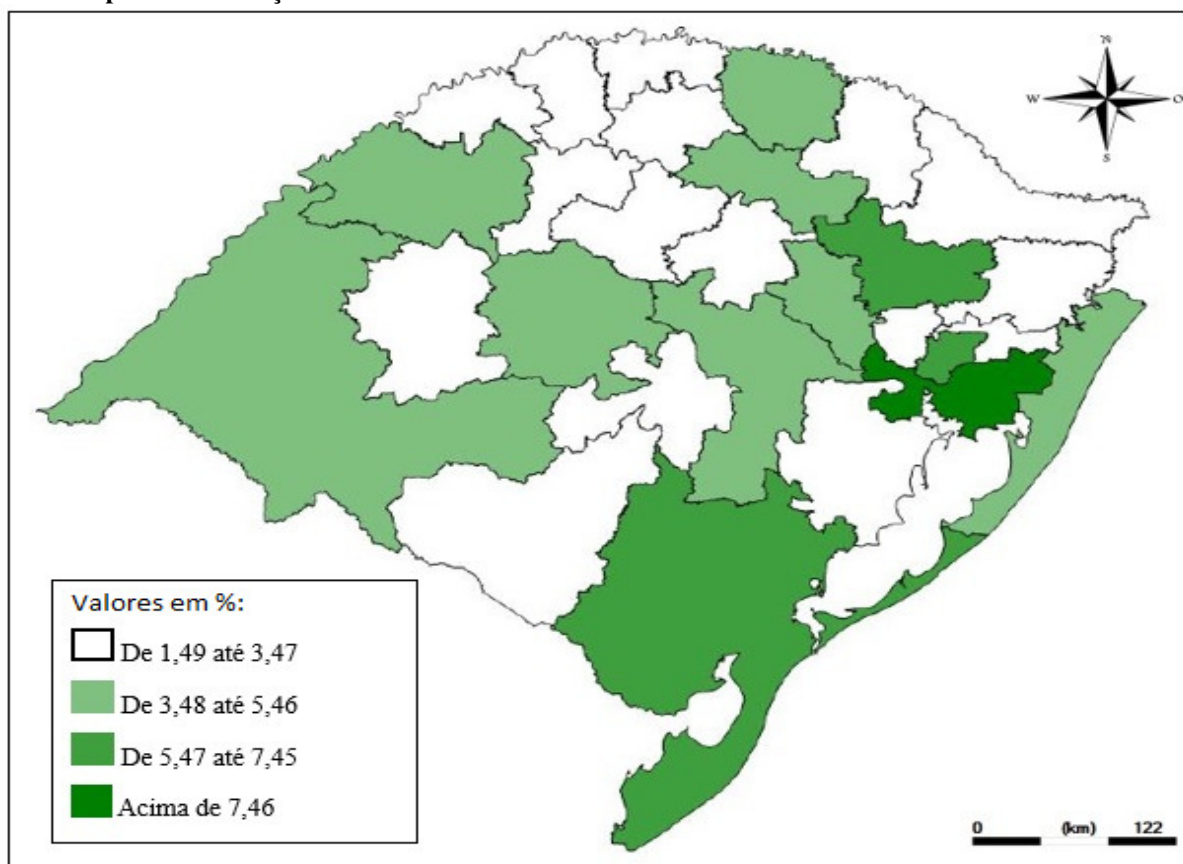 N
W O
S
Valores em %:
De 1,49 até 3,47
De 3,48 até 5,46
De 5,47 até 7,45
Acima de 7,46
0 (km) 122